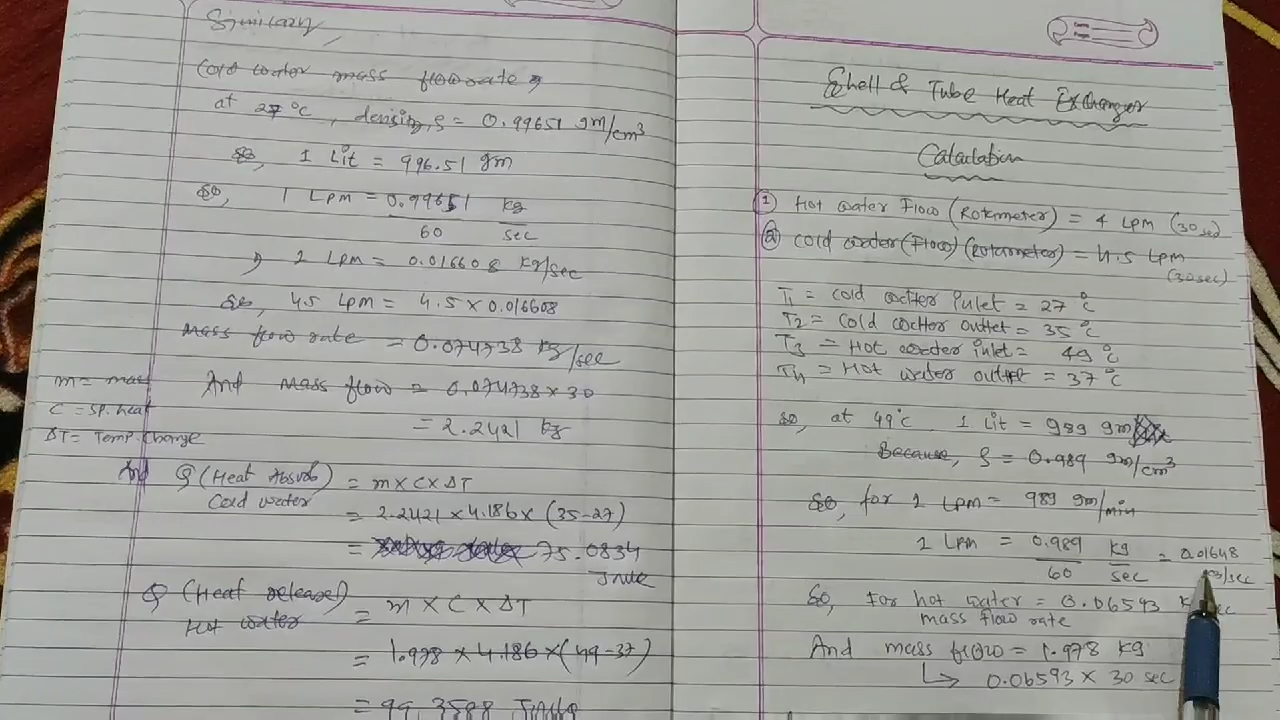 Similarly,
Cold water mass flow rate ⇒
at 27 °C, density, ρ = 0.99651 gm/cm³
So, 1 Lit = 996.51 gm
So, 1 Lpm = 0.99651 / 60 kg/sec
⇒ 1 Lpm = 0.016608 kg/sec
So, 4.5 Lpm = 4.5 × 0.016608
Mass flow rate = 0.074738 kg/sec
m = mass
And Mass flow = 0.074738 × 30
C = sp. heat
= 2.2421 kg
ΔT = Temp. Change
And Q (Heat Absorb) Cold water = m × C × ΔT
= 2.2421 × 4.186 × (35-27)
= 75.0834 Joule
Q (Heat release) Hot water = m × C × ΔT
= 1.978 × 4.186 × (49-37)
= 99.3588 Joule
Shell & Tube Heat Exchanger
Calculation
① Hot water Flow (Rotameter) = 4 Lpm (30 sec)
② Cold water (Flow) (Rotameter) = 4.5 Lpm
(30 sec)
T1 = Cold water inlet = 27 °C
T2 = Cold water outlet = 35 °C
T3 = Hot water inlet = 49 °C
T4 = Hot water outlet = 37 °C
So, at 49°C 1 Lit = 989 gm
Because, ρ = 0.989 gm/cm³
So, for 1 Lpm = 989 gm/min
1 Lpm = 0.989 / 60 kg/sec = 0.01648 kg/sec
So, For hot water = 0.06593
mass flow rate
And mass flow = 1.978 kg
↳ 0.06593 × 30 sec